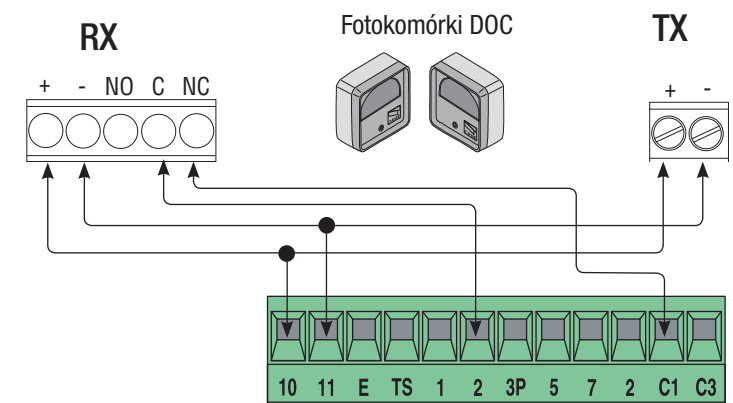 RX Fotokomórki DOC TX
+ - NO C NC + -
10 11 E TS 1 2 3P 5 7 2 C1 C3